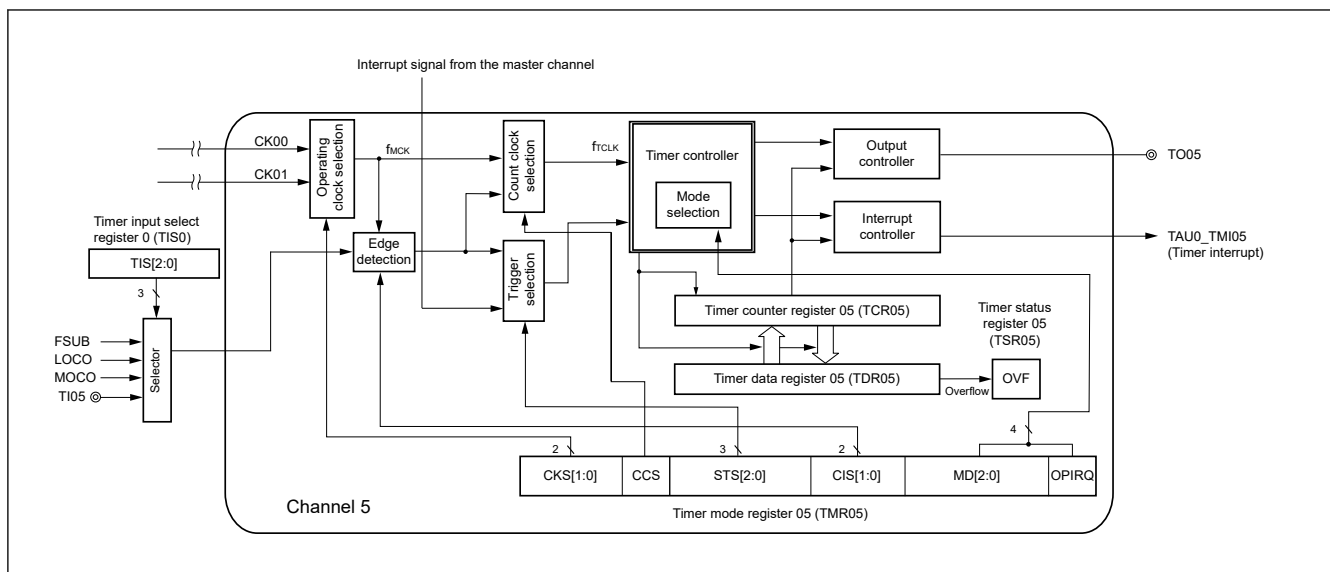 Interrupt signal from the master channel
CK00
CK01
Operating
clock selection
fMCK
Count clock
selection
fTCLK
Timer controller
Mode
selection
Output
controller
TO05
Interrupt
controller
TAU0_TMI05
(Timer interrupt)
Timer input select
register 0 (TIS0)
TIS[2:0]
3
Edge
detection
Trigger
selection
FSUB
LOCO
MOCO
TI05
Selector
Timer counter register 05 (TCR05)
Timer status
register 05
(TSR05)
Timer data register 05 (TDR05)
Overflow
OVF
2
3
2
4
CKS[1:0]
CCS
STS[2:0]
CIS[1:0]
MD[2:0]
OPIRQ
Channel 5
Timer mode register 05 (TMR05)